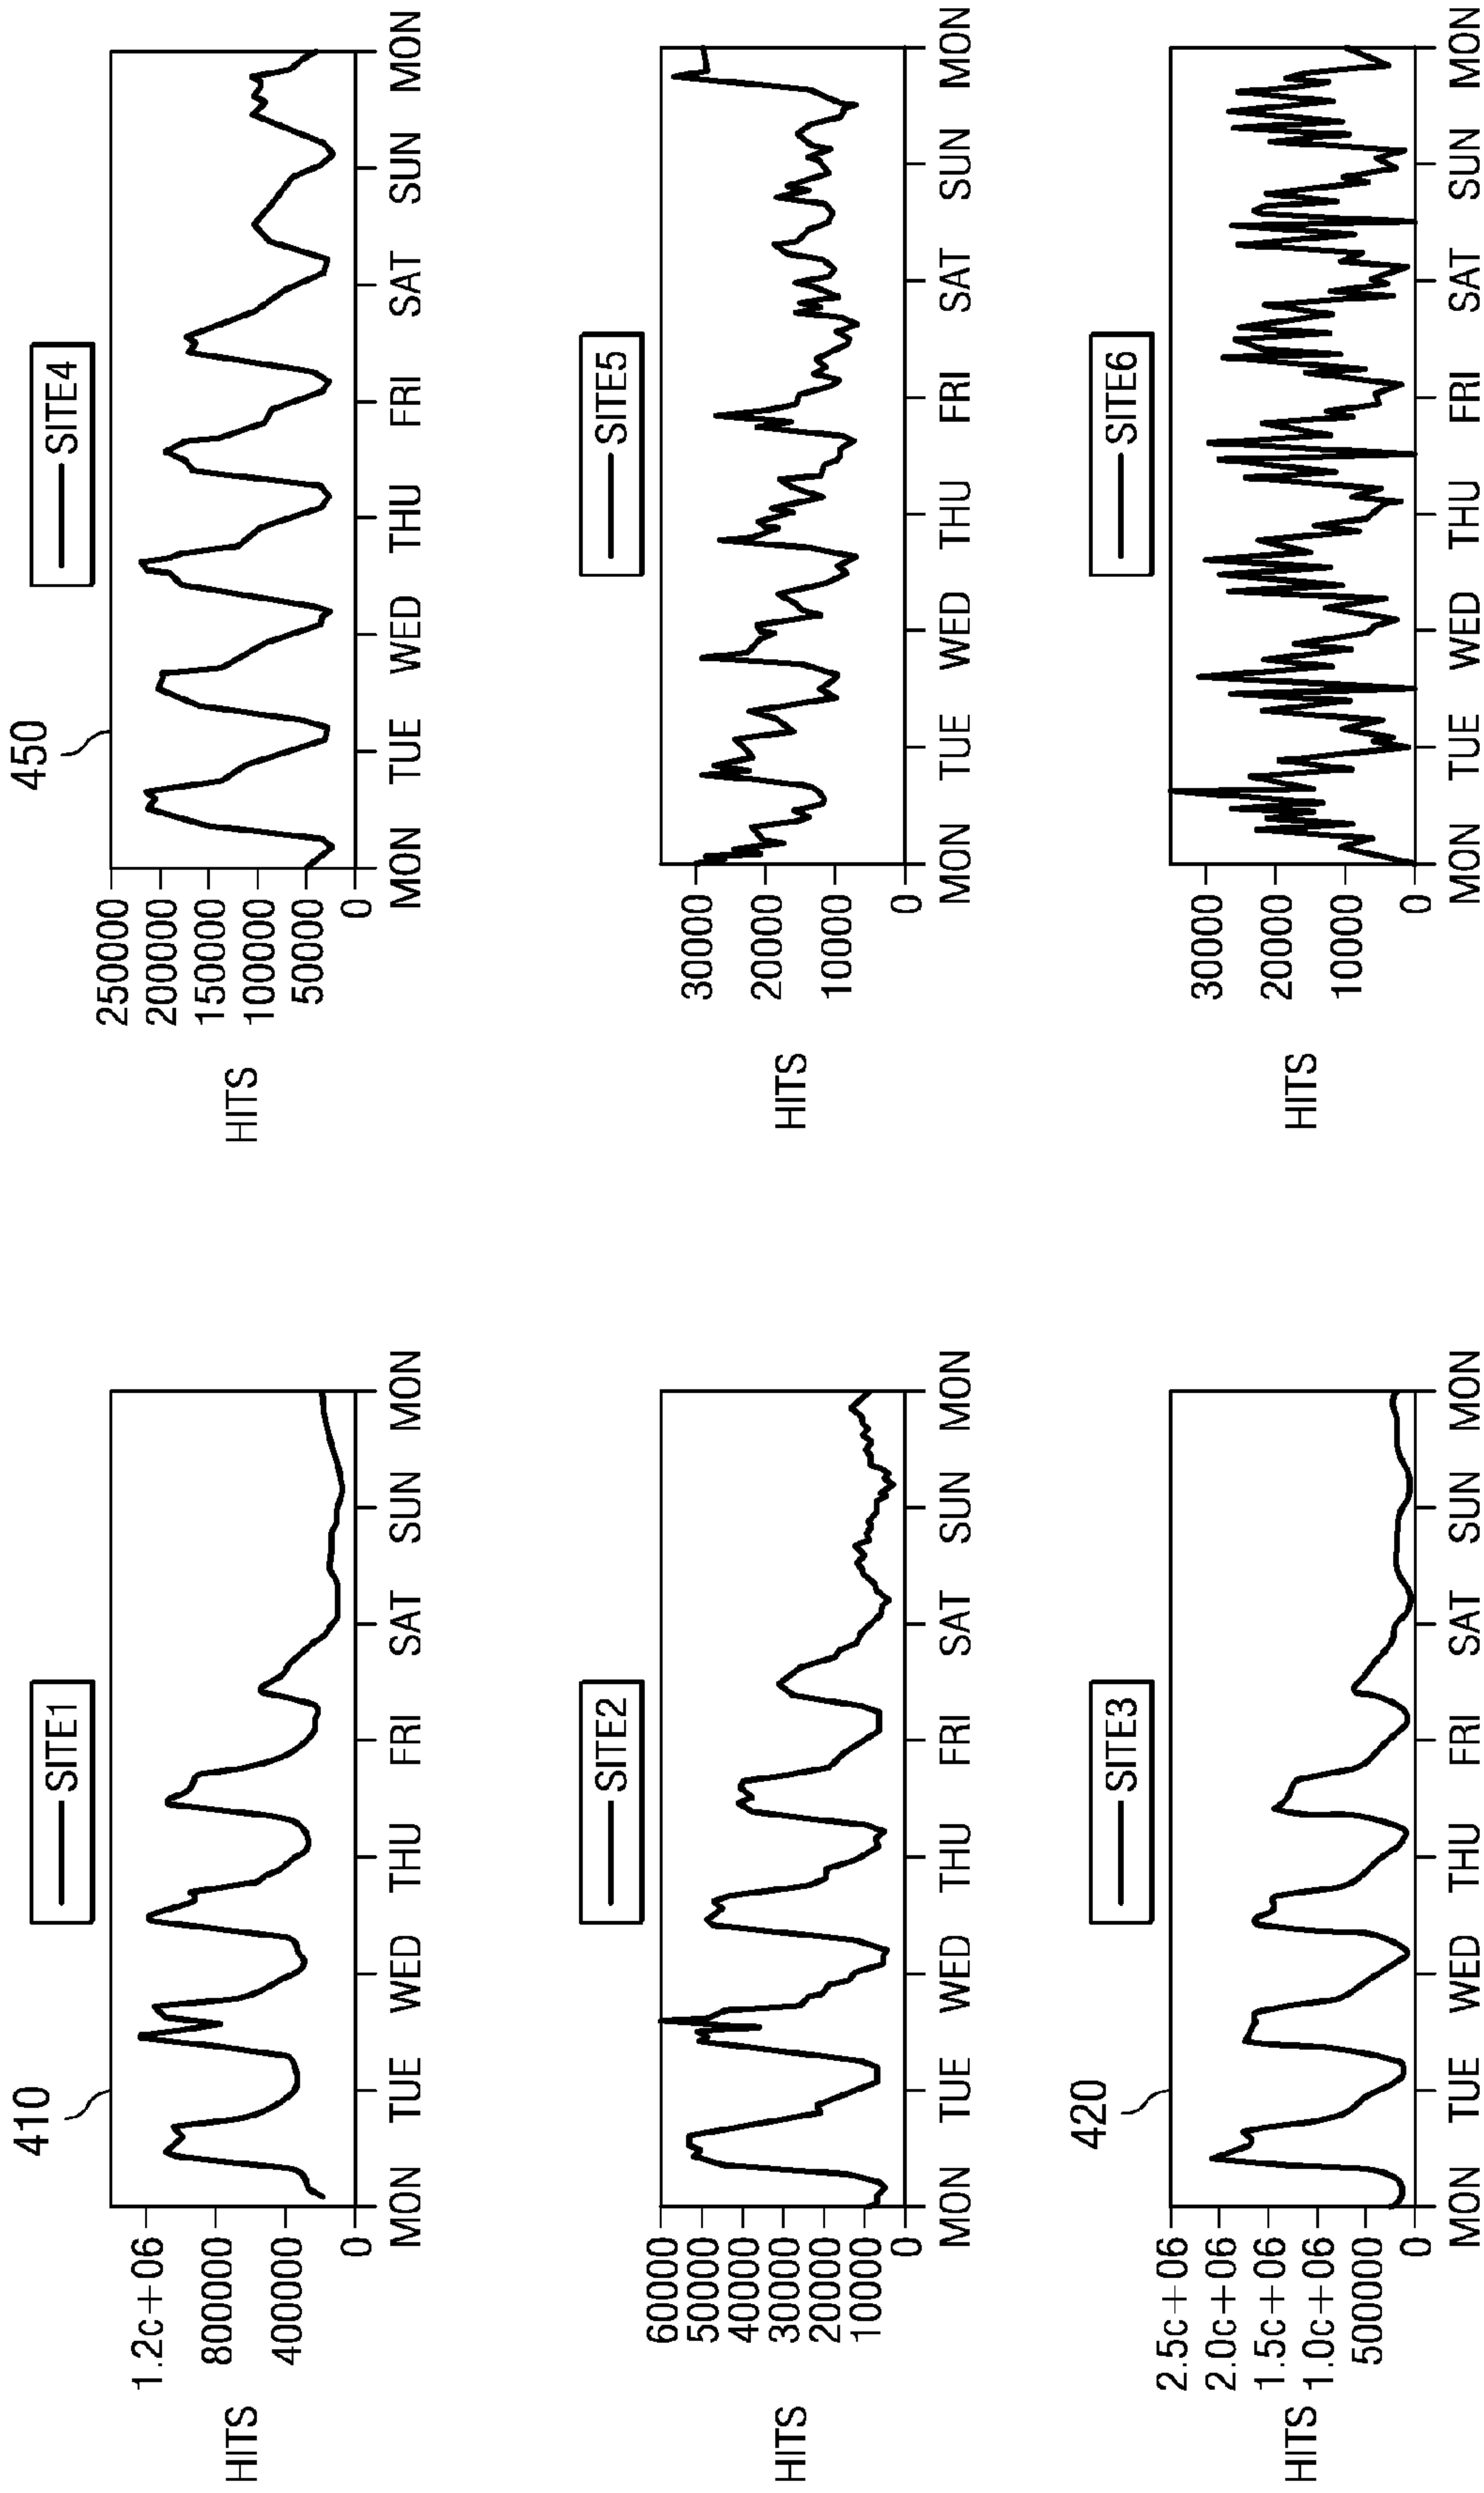 410
SITE1
HITS
1.2c+06
800000
400000
0
MON TUE WED THU FRI SAT SUN MON
SITE2
HITS
60000
50000
40000
30000
20000
10000
0
MON TUE WED THU FRI SAT SUN MON
420
SITE3
HITS
2.5c+06
2.0c+06
1.5c+06
1.0c+06
500000
0
MON TUE WED THU FRI SAT SUN MON
450
SITE4
HITS
250000
200000
150000
100000
50000
0
MON TUE WED THU FRI SAT SUN MON
SITE5
HITS
30000
20000
10000
0
MON TUE WED THU FRI SAT SUN MON
SITE6
HITS
30000
20000
10000
0
MON TUE WED THU FRI SAT SUN MON